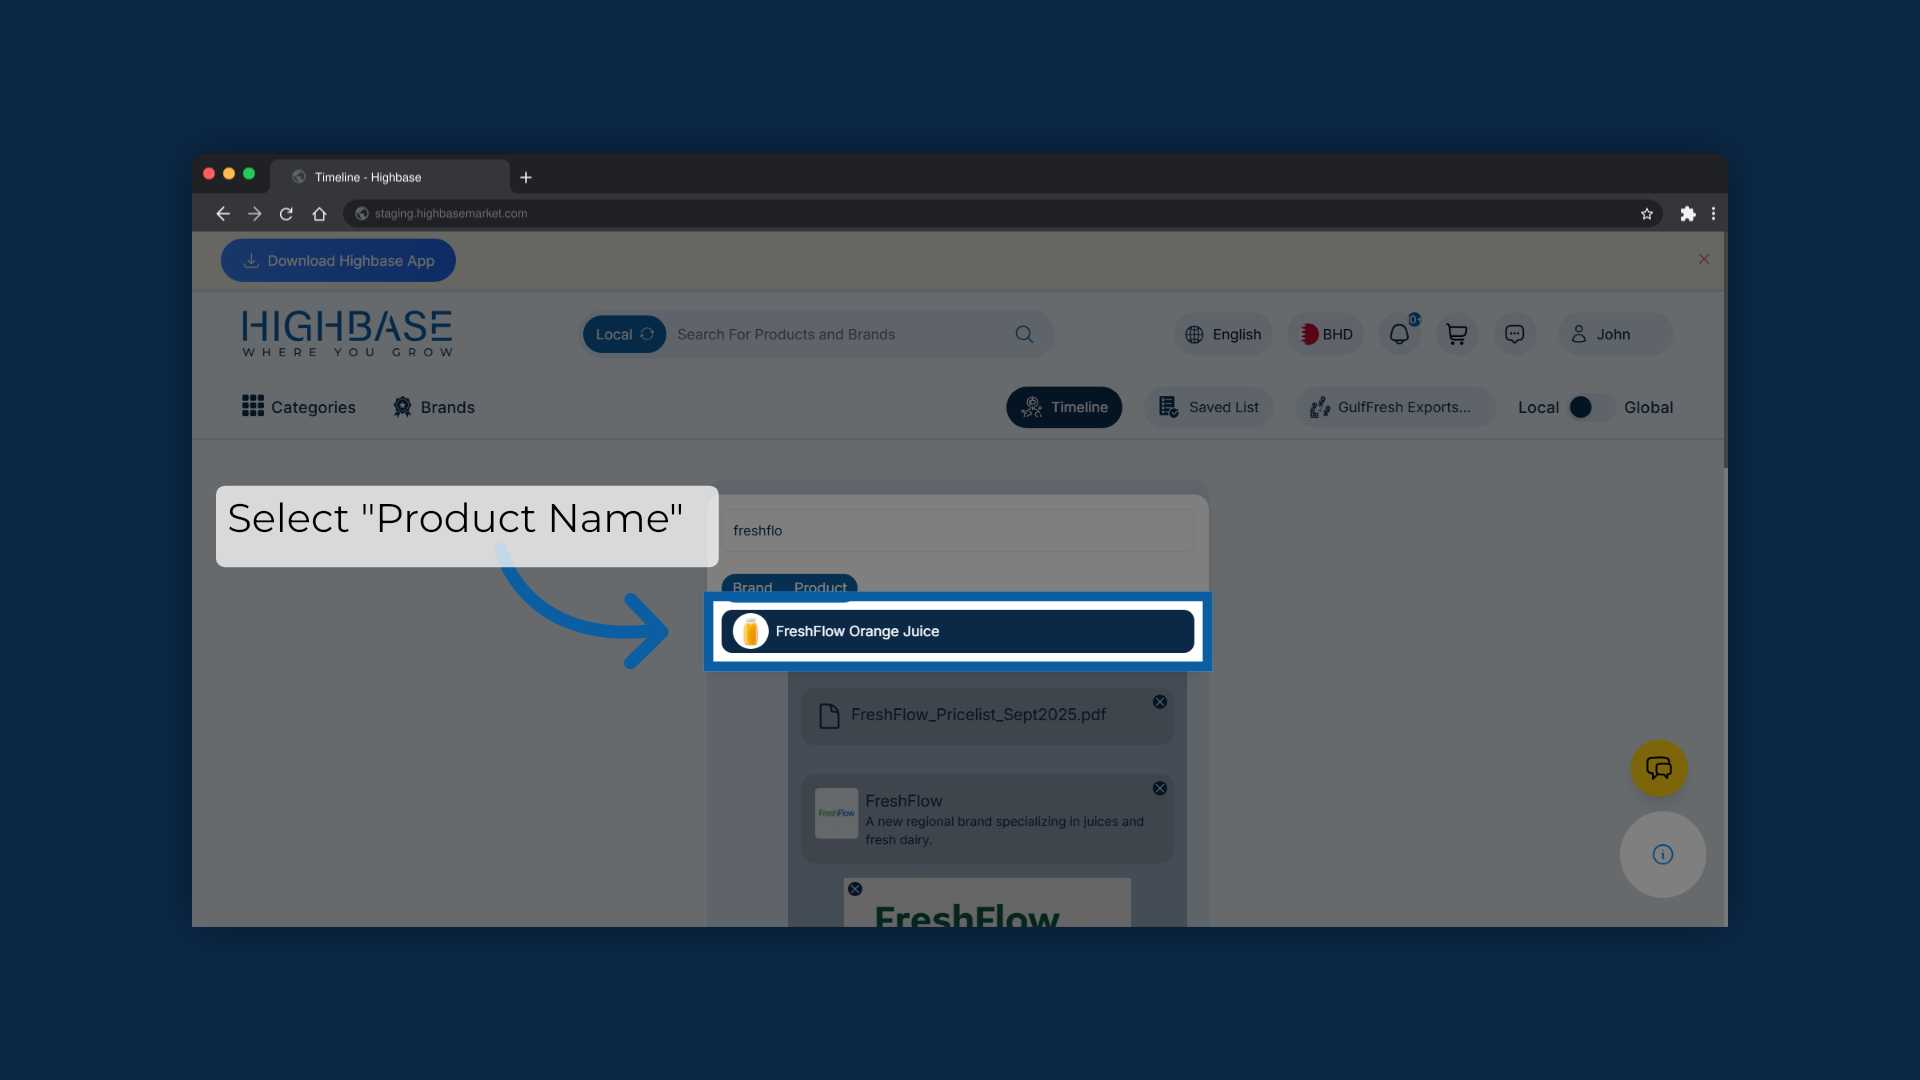 Timeline - Highbase
staging.highbasemarket.com
Download Highbase App
HIGHBASE
WHERE YOU GROW
Local
Search For Products and Brands
English
BHD
John
Categories
Brands
Timeline
Saved List
GulfFresh Exports...
Local
Global
Select "Product Name"
freshflo
Brand
Product
FreshFlow Orange Juice
FreshFlow_Pricelist_Sept2025.pdf
FreshFlow
FreshFlow
A new regional brand specializing in juices and
fresh dairy.
FreshFlow